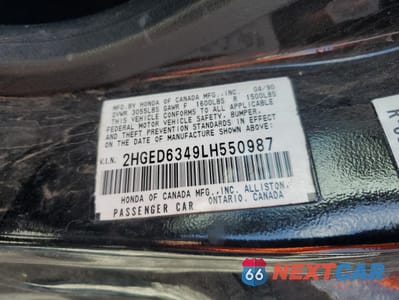 MFD. BY HONDA OF CANADA MFG., INC. 04/90
GVWR 3055LBS GAWR F 1600LBS R 1500LBS
THIS VEHICLE CONFORMS TO ALL APPLICABLE
FEDERAL MOTOR VEHICLE SAFETY, BUMPER,
AND THEFT PREVENTION STANDARDS IN EFFECT
ON THE DATE OF MANUFACTURE SHOWN ABOVE.
V.I.N. 2HGED6349LH550987
HONDA OF CANADA MFG., INC. ALLISTON,
PASSENGER CAR ONTARIO, CANADA
66 NEXTCAR